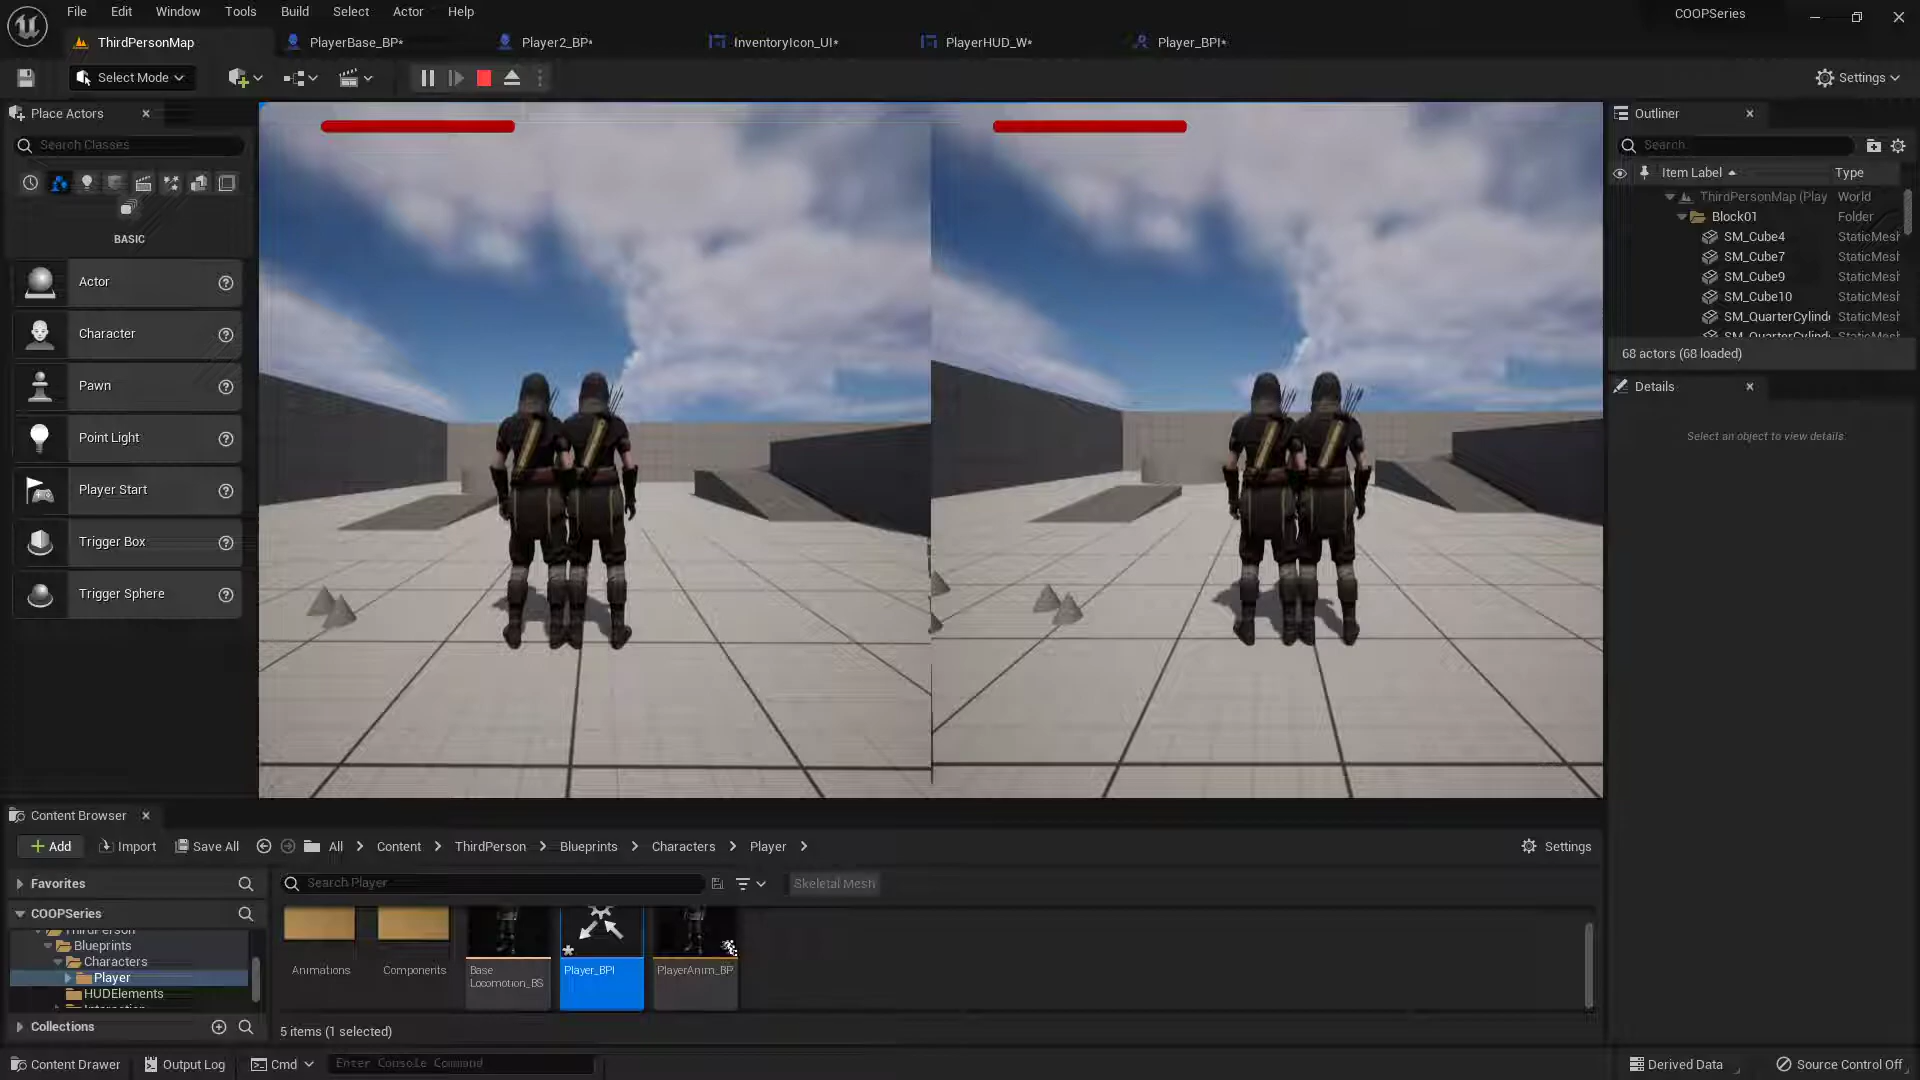 File Edit Window Tools Build Select Actor Help
COOPSeries
ThirdPersonMap
PlayerBase_BP*
Player2_BP*
InventoryIcon_UI*
PlayerHUD_W*
Player_BPI*
Select Mode
Settings
Place Actors
Search Classes
BASIC
Actor
Character
Pawn
Point Light
Player Start
Trigger Box
Trigger Sphere
Outliner
Search
Item Label Type
ThirdPersonMap (Play World
Block01 Folder
SM_Cube4 StaticMesh
SM_Cube7 StaticMesh
SM_Cube9 StaticMesh
SM_Cube10 StaticMesh
SM_QuarterCylind StaticMesh
68 actors (68 loaded)
Details
Select an object to view details.
Content Browser
Add Import Save All All Content ThirdPerson Blueprints Characters Player Settings
Favorites
Search Player
Skeletal Mesh
COOPSeries
ThirdPerson
Blueprints
Characters
Player
HUDElements
Collections
Animations
Components
Base
Locomotion_BS
Player_BPI
PlayerAnim_BP
5 items (1 selected)
Content Drawer Output Log Cmd Enter Console Command Derived Data Source Control Off